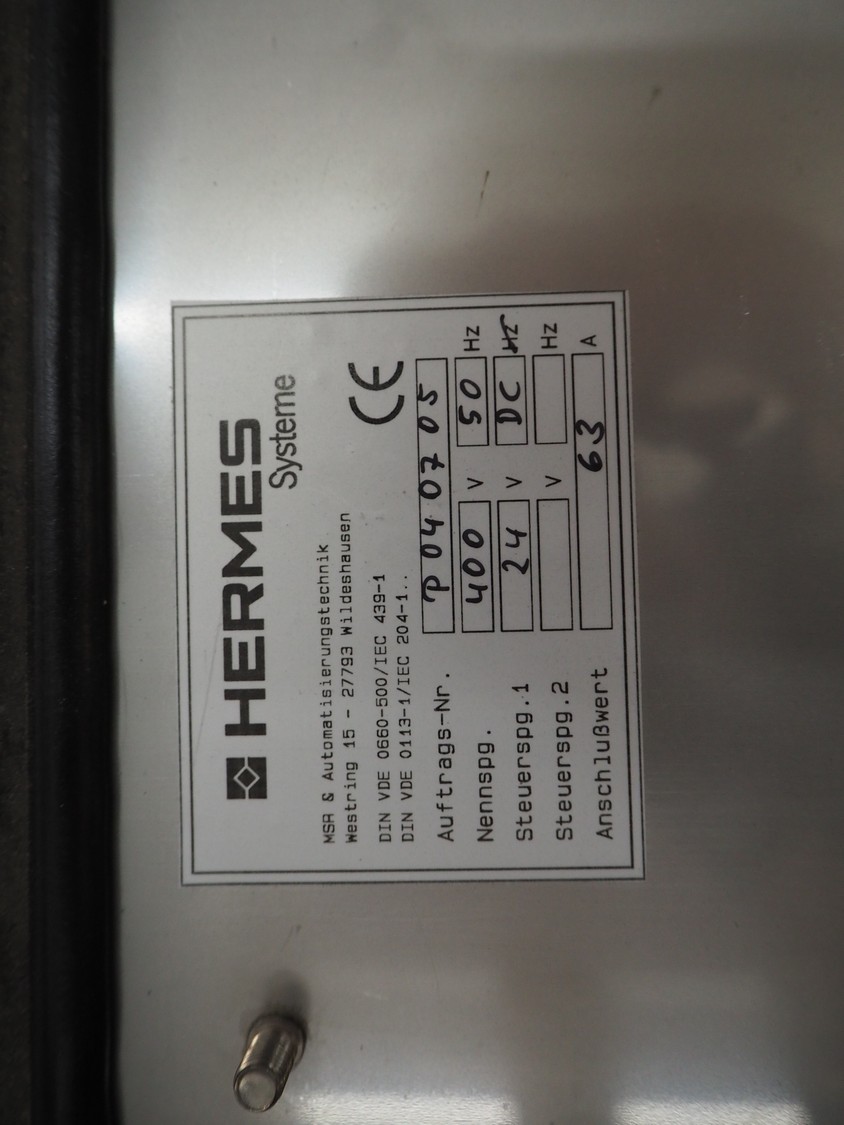 HERMES
Systeme
MSR & Automatisierungstechnik
Westring 15 - 27793 Wildeshausen
CE
DIN VDE 0660-500/IEC 439-1
DIN VDE 0113-1/IEC 204-1..
Auftrags-Nr. P040705
Nennspg. 400 V 50 Hz
Steuerspg.1 24 V DC Hz
Steuerspg.2 V Hz
Anschlußwert 63 A